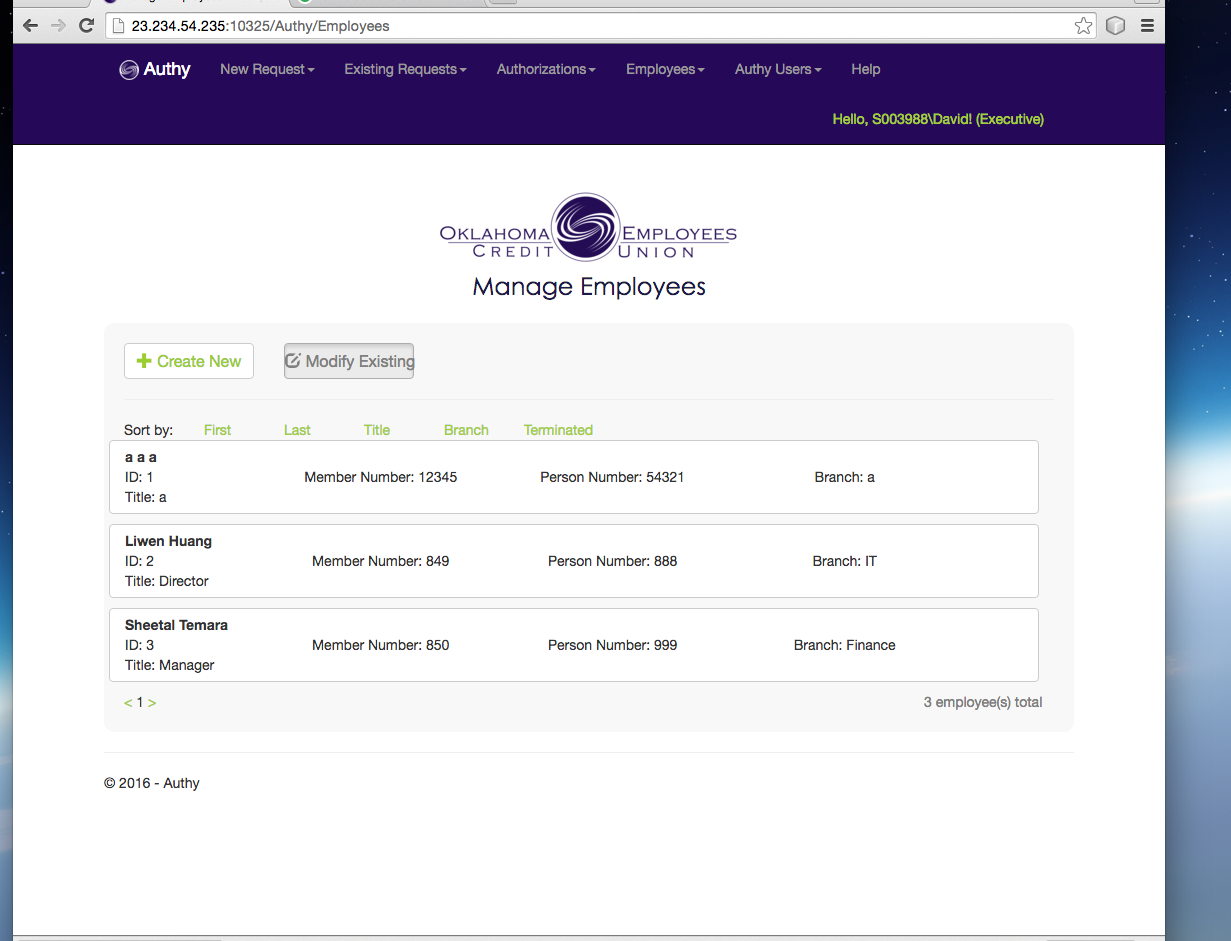 23.234.54.235:10325/Authy/Employees
Authy New Request Existing Requests Authorizations Employees Authy Users Help
Hello, S003988\David! (Executive)
OKLAHOMA EMPLOYEES
CREDIT UNION
Manage Employees
Create New Modify Existing
Sort by: First Last Title Branch Terminated
a a a
ID: 1 Member Number: 12345 Person Number: 54321 Branch: a
Title: a
Liwen Huang
ID: 2 Member Number: 849 Person Number: 888 Branch: IT
Title: Director
Sheetal Temara
ID: 3 Member Number: 850 Person Number: 999 Branch: Finance
Title: Manager
< 1 > 3 employee(s) total
© 2016 - Authy